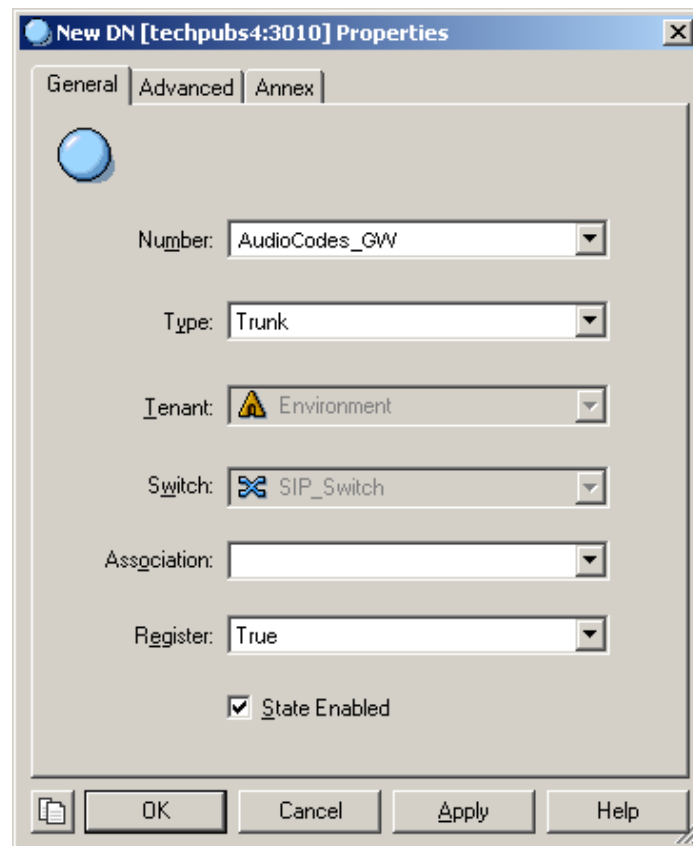 New DN [techpubs4:3010] Properties
General Advanced Annex
Number: AudioCodes_GW
Type: Trunk
Tenant: Environment
Switch: SIP_Switch
Association:
Register: True
State Enabled
OK Cancel Apply Help